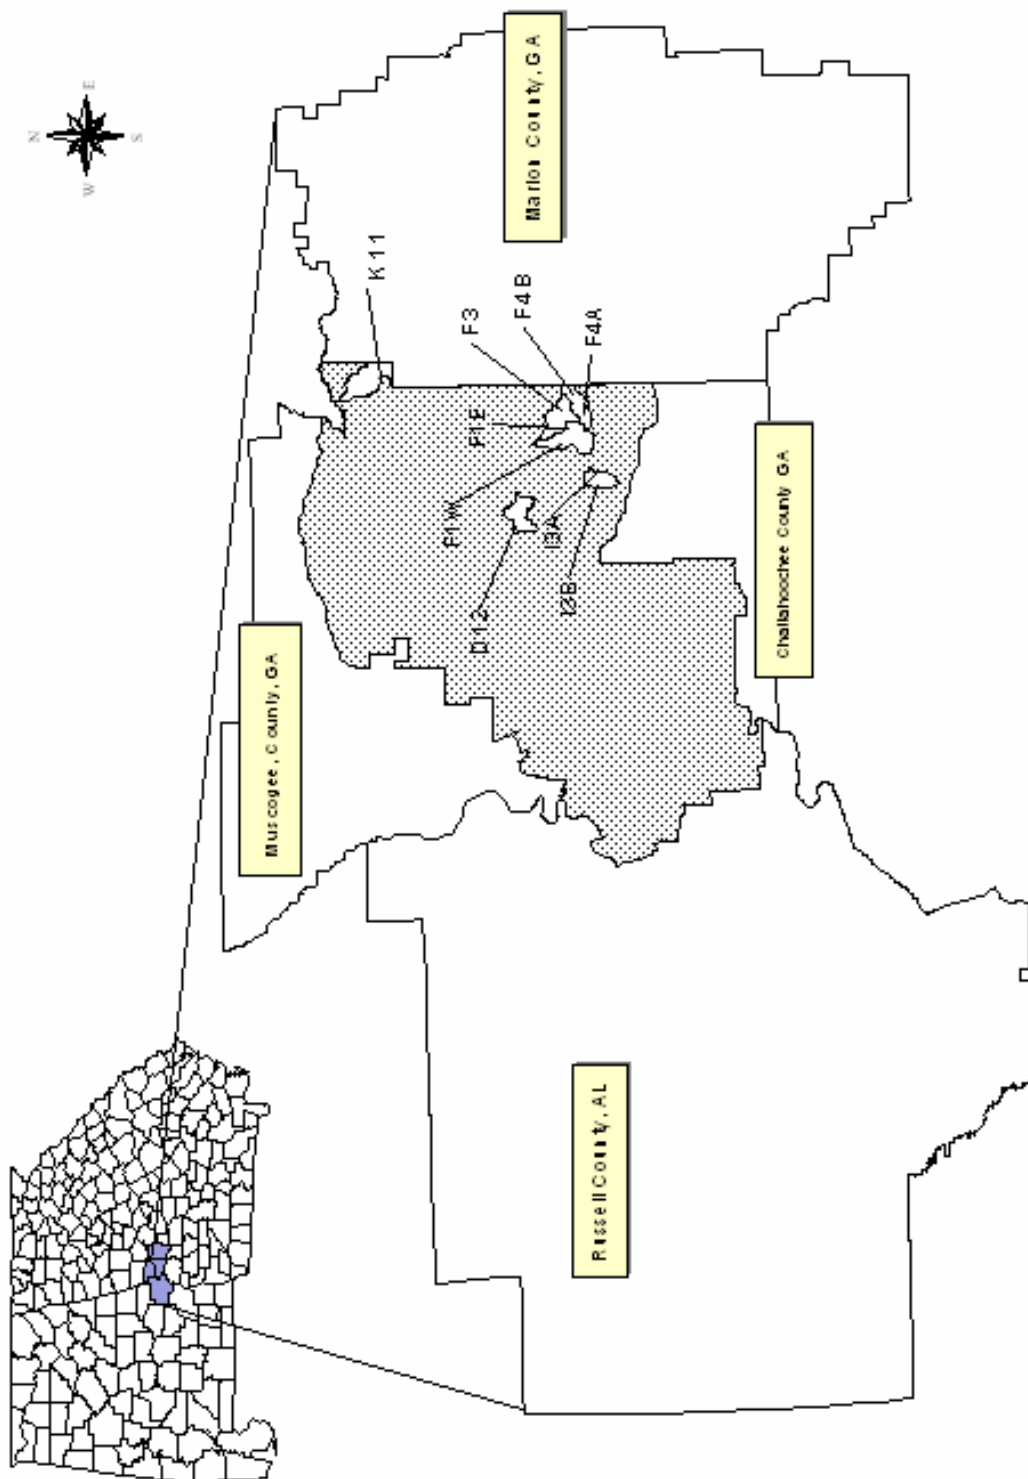 N
W
E
S
Marion County, GA
K11
F3
F4B
F4A
F1E
F1W
I3A
I3B
D12
Muscogee, County, GA
Challahoochee County GA
Russell County, AL